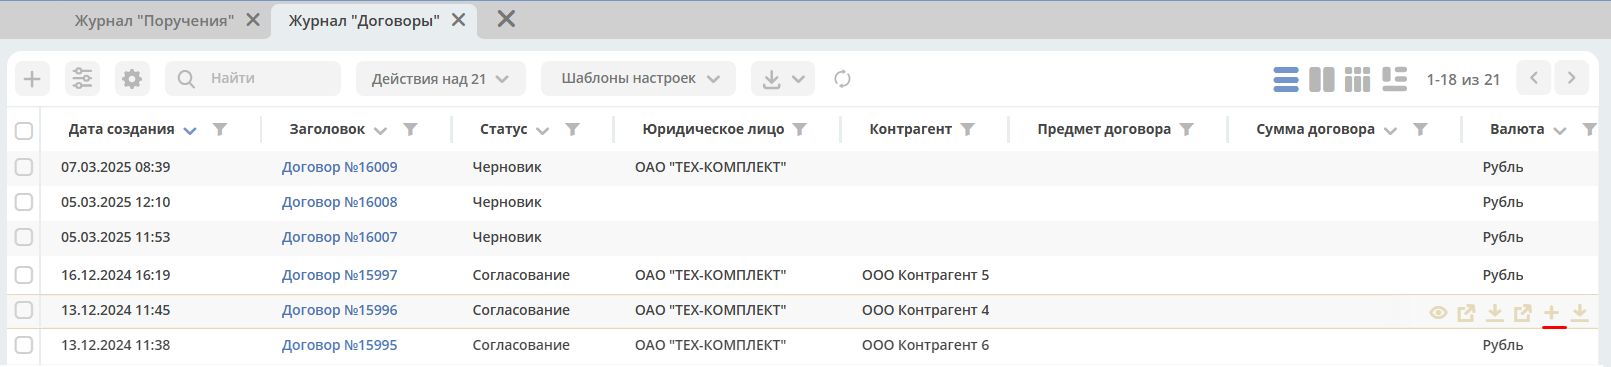 Журнал "Поручения" Журнал "Договоры"
Найти Действия над 21 Шаблоны настроек 1-18 из 21
Дата создания Заголовок Статус Юридическое лицо Контрагент Предмет договора Сумма договора Валюта
07.03.2025 08:39 Договор №16009 Черновик ОАО "ТЕХ-КОМПЛЕКТ" Рубль
05.03.2025 12:10 Договор №16008 Черновик Рубль
05.03.2025 11:53 Договор №16007 Черновик Рубль
16.12.2024 16:19 Договор №15997 Согласование ОАО "ТЕХ-КОМПЛЕКТ" ООО Контрагент 5 Рубль
13.12.2024 11:45 Договор №15996 Согласование ОАО "ТЕХ-КОМПЛЕКТ" ООО Контрагент 4
13.12.2024 11:38 Договор №15995 Согласование ОАО "ТЕХ-КОМПЛЕКТ" ООО Контрагент 6 Рубль